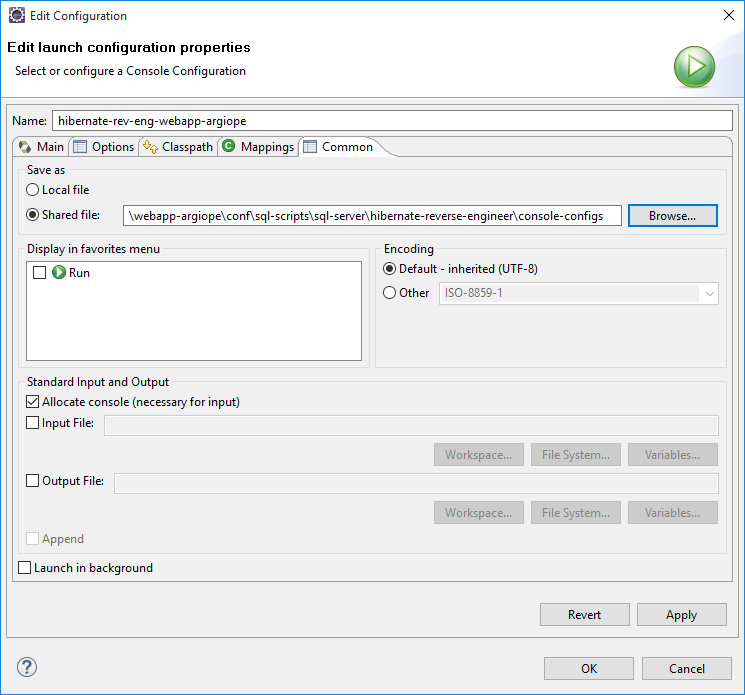 Edit Configuration
Edit launch configuration properties
Select or configure a Console Configuration
Name: hibernate-rev-eng-webapp-argiope
Main Options Classpath C Mappings Common
Save as
Local file
Shared file: \webapp-argiope\conf\sql-scripts\sql-server\hibernate-reverse-engineer\console-configs Browse...
Display in favorites menu
Run
Encoding
Default - inherited (UTF-8)
Other ISO-8859-1
Standard Input and Output
Allocate console (necessary for input)
Input File:
Workspace... File System... Variables...
Output File:
Workspace... File System... Variables...
Append
Launch in background
Revert Apply
? OK Cancel